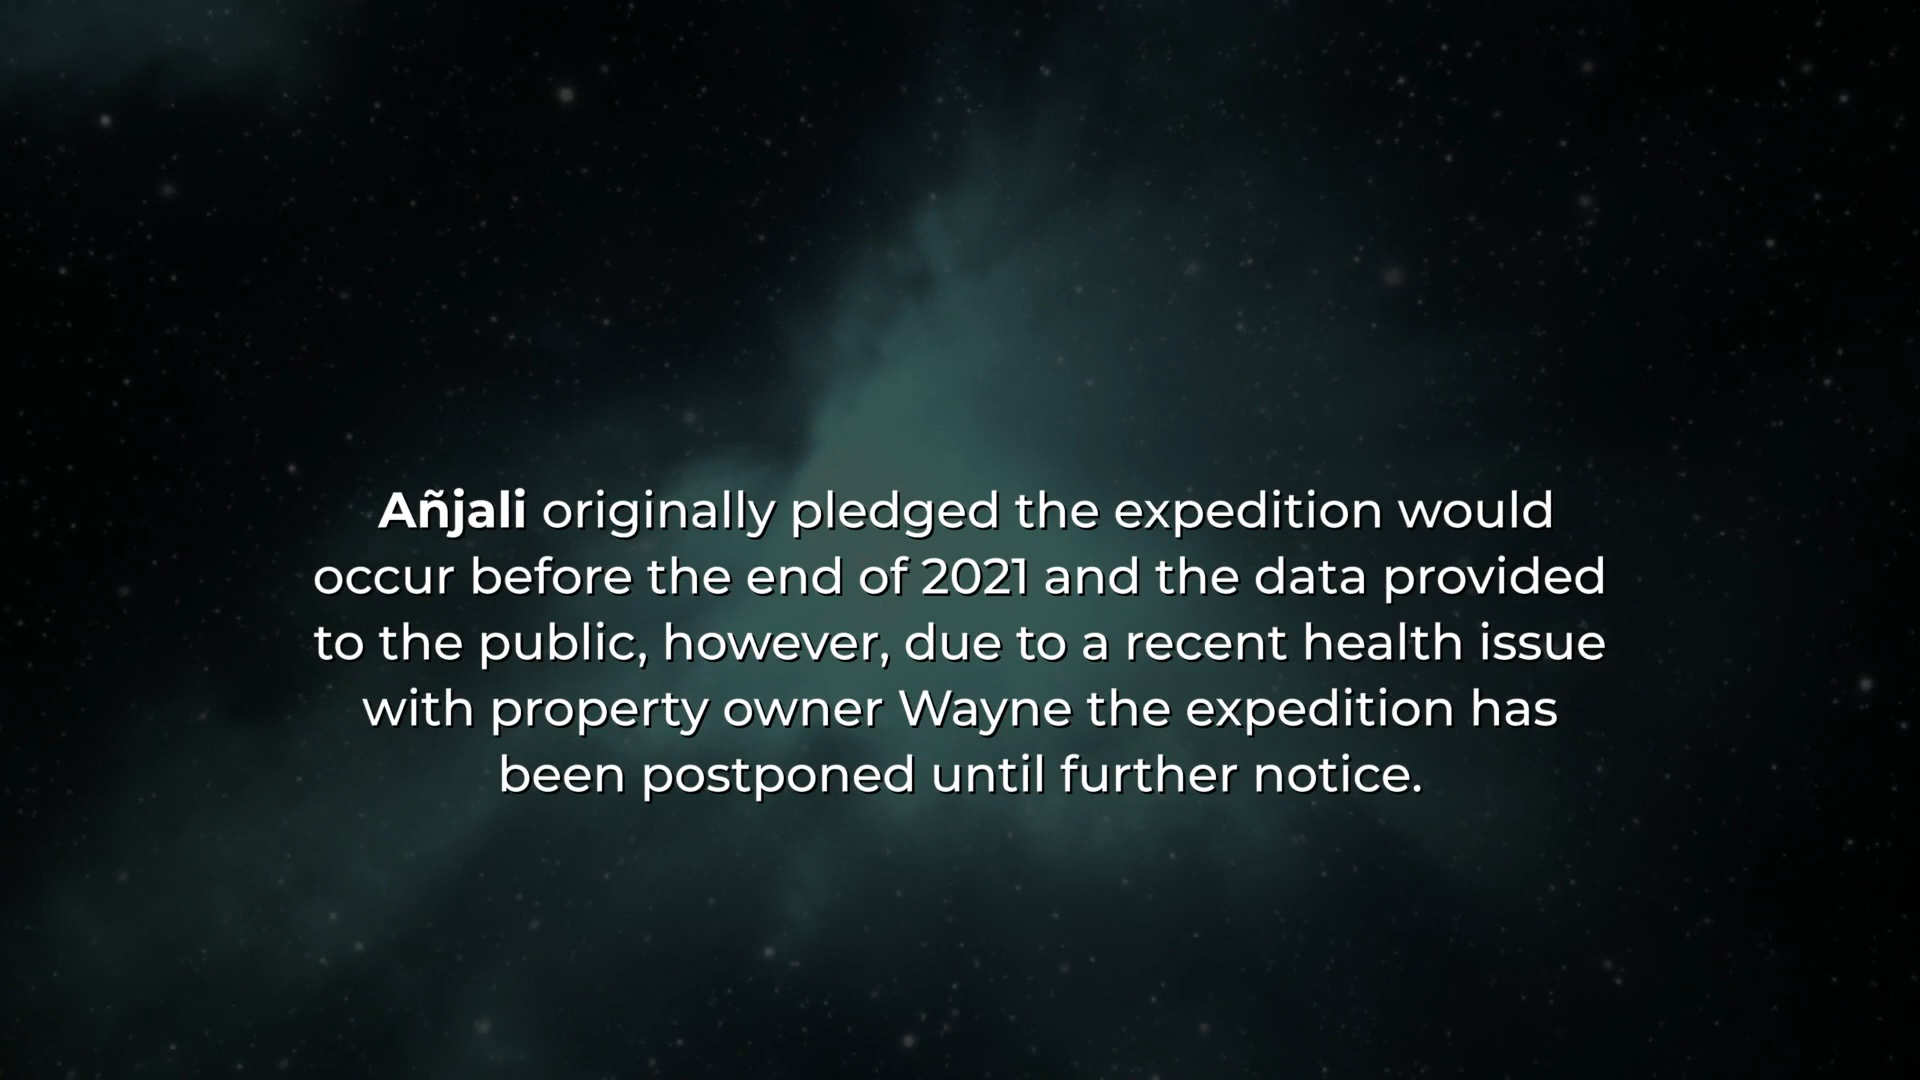 Añjali originally pledged the expedition would
occur before the end of 2021 and the data provided
to the public, however, due to a recent health issue
with property owner Wayne the expedition has
been postponed until further notice.